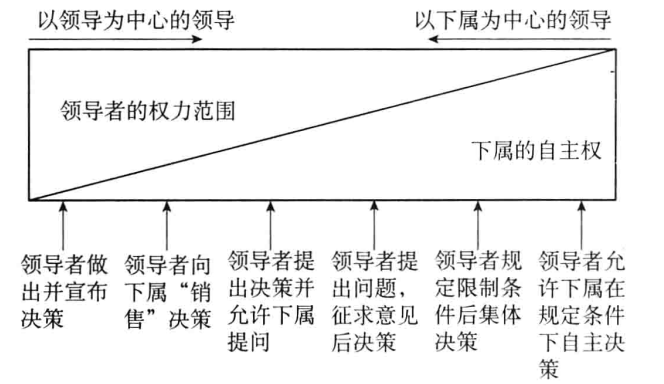 以领导为中心的领导
以下属为中心的领导
领导者的权力范围
下属的自主权
领导者做
出并宣布
决策
领导者向
下属“销
售”决策
领导者提
出决策并
允许下属
提问
领导者提
出问题，
征求意见
后决策
领导者规
定限制条
件后集体
决策
领导者允
许下属在
规定条件
下自主决
策